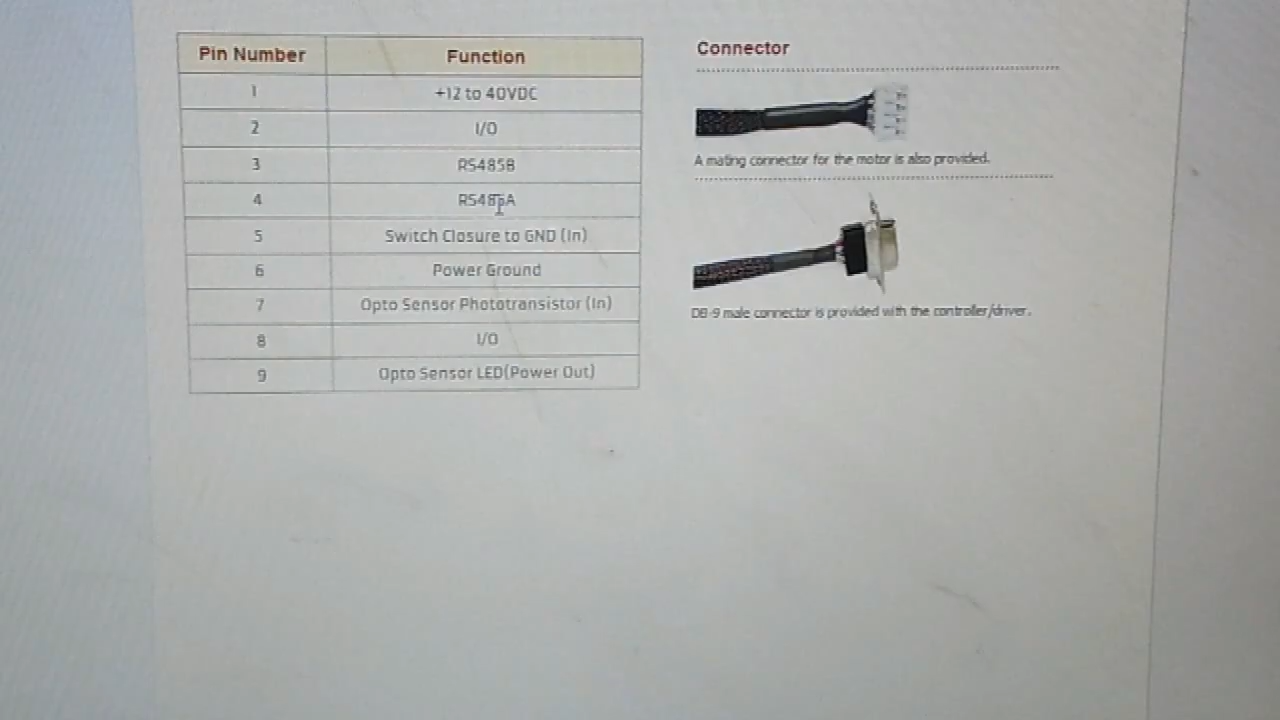 Pin Number Function
1 +12 to 40VDC
2 I/O
3 RS485B
4 RS485A
5 Switch Closure to GND (In)
6 Power Ground
7 Opto Sensor Phototransistor (In)
8 I/O
9 Opto Sensor LED(Power Out)
Connector
A mating connector for the motor is also provided.
DB-9 male connector is provided with the controller/driver.